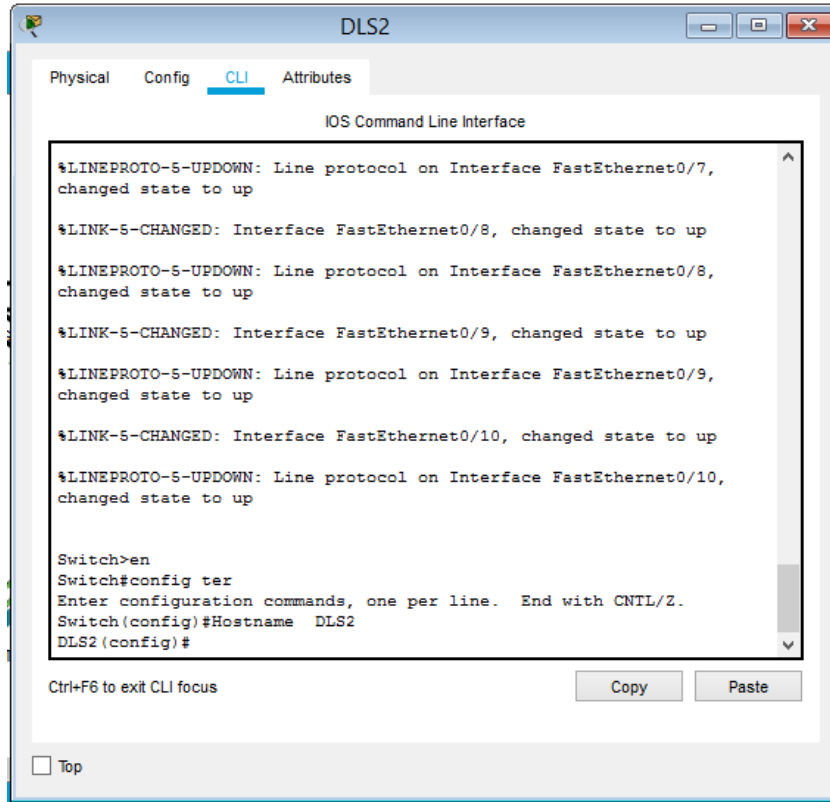 DLS2
Physical Config CLI Attributes
IOS Command Line Interface
%LINEPROTO-5-UPDOWN: Line protocol on Interface FastEthernet0/7,
changed state to up
%LINK-5-CHANGED: Interface FastEthernet0/8, changed state to up
%LINEPROTO-5-UPDOWN: Line protocol on Interface FastEthernet0/8,
changed state to up
%LINK-5-CHANGED: Interface FastEthernet0/9, changed state to up
%LINEPROTO-5-UPDOWN: Line protocol on Interface FastEthernet0/9,
changed state to up
%LINK-5-CHANGED: Interface FastEthernet0/10, changed state to up
%LINEPROTO-5-UPDOWN: Line protocol on Interface FastEthernet0/10,
changed state to up
Switch>en
Switch#config ter
Enter configuration commands, one per line.  End with CNTL/Z.
Switch(config)#Hostname  DLS2
DLS2(config)#
Ctrl+F6 to exit CLI focus
Copy Paste
Top